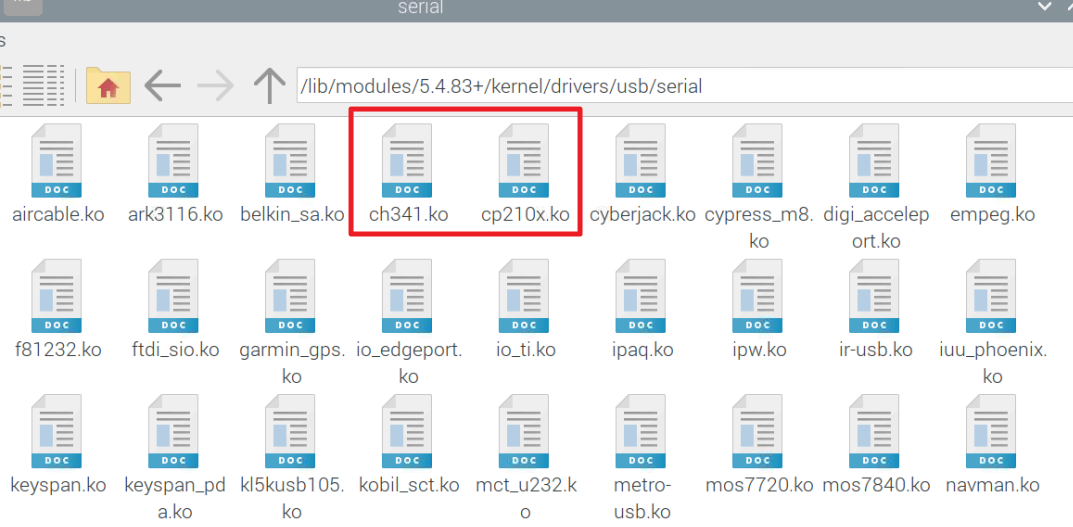 serial
s
/lib/modules/5.4.83+/kernel/drivers/usb/serial
DOC DOC DOC DOC DOC DOC DOC DOC DOC
aircable.ko ark3116.ko belkin_sa.ko ch341.ko cp210x.ko cyberjack.ko cypress_m8. digi_accelep empeg.ko
ko ort.ko
DOC DOC DOC DOC DOC DOC DOC DOC DOC
f81232.ko ftdi_sio.ko garmin_gps. io_edgeport. io_ti.ko ipaq.ko ipw.ko ir-usb.ko iuu_phoenix.
ko ko ko
DOC DOC DOC DOC DOC DOC DOC DOC DOC
keyspan.ko keyspan_pd kl5kusb105. kobil_sct.ko mct_u232.k metro- mos7720.ko mos7840.ko navman.ko
a.ko ko o usb.ko